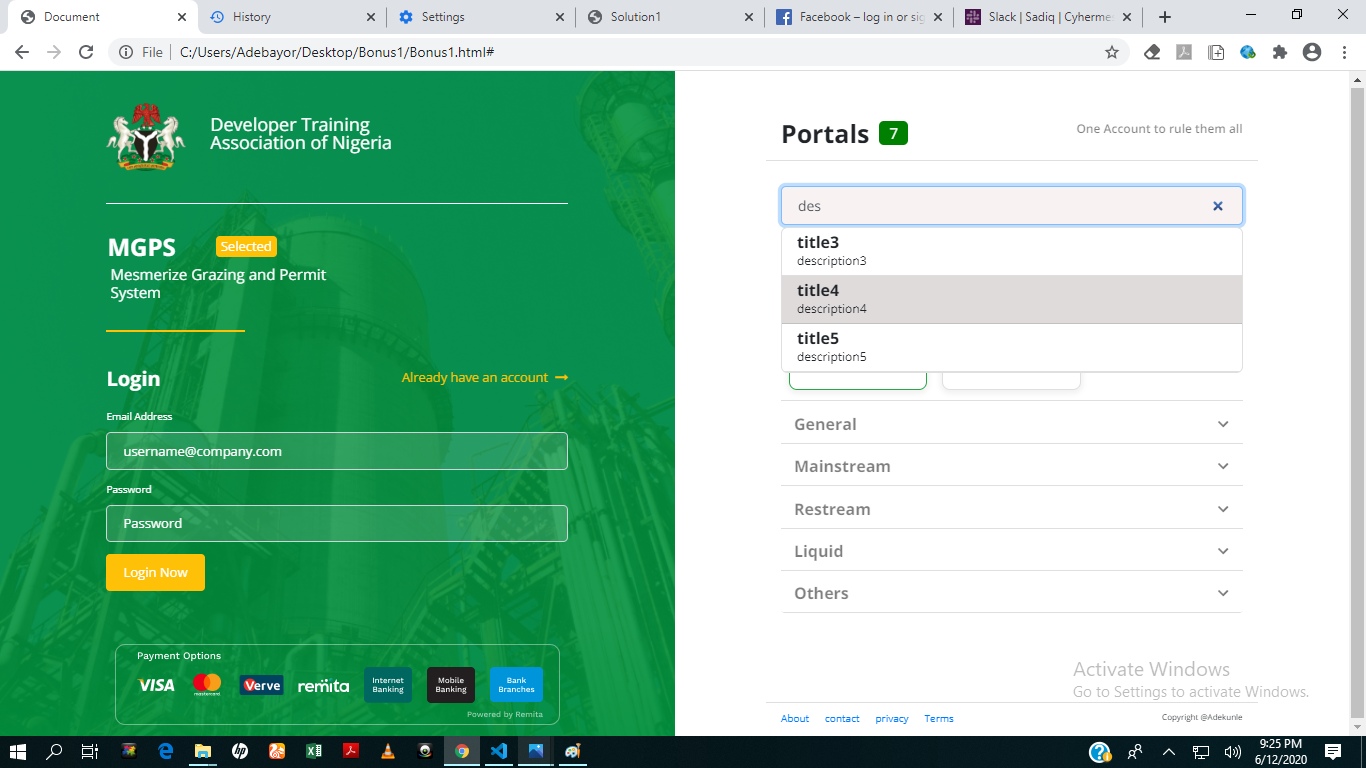 Document
History
Settings
Solution1
Facebook – log in or sig
Slack | Sadiq | Cyherme
File
C:/Users/Adebayor/Desktop/Bonus1/Bonus1.html#
Developer Training
Association of Nigeria
MGPS
Selected
Mesmerize Grazing and Permit
System
Login
Already have an account
Email Address
username@company.com
Password
Password
Login Now
Payment Options
VISA
mastercard
Verve
remita
Internet
Banking
Mobile
Banking
Bank
Branches
Powered by Remita
Portals
7
One Account to rule them all
des
title3
description3
title4
description4
title5
description5
General
Mainstream
Restream
Liquid
Others
Activate Windows
Go to Settings to activate Windows.
About
contact
privacy
Terms
Copyright @Adekunle
9:25 PM
6/12/2020